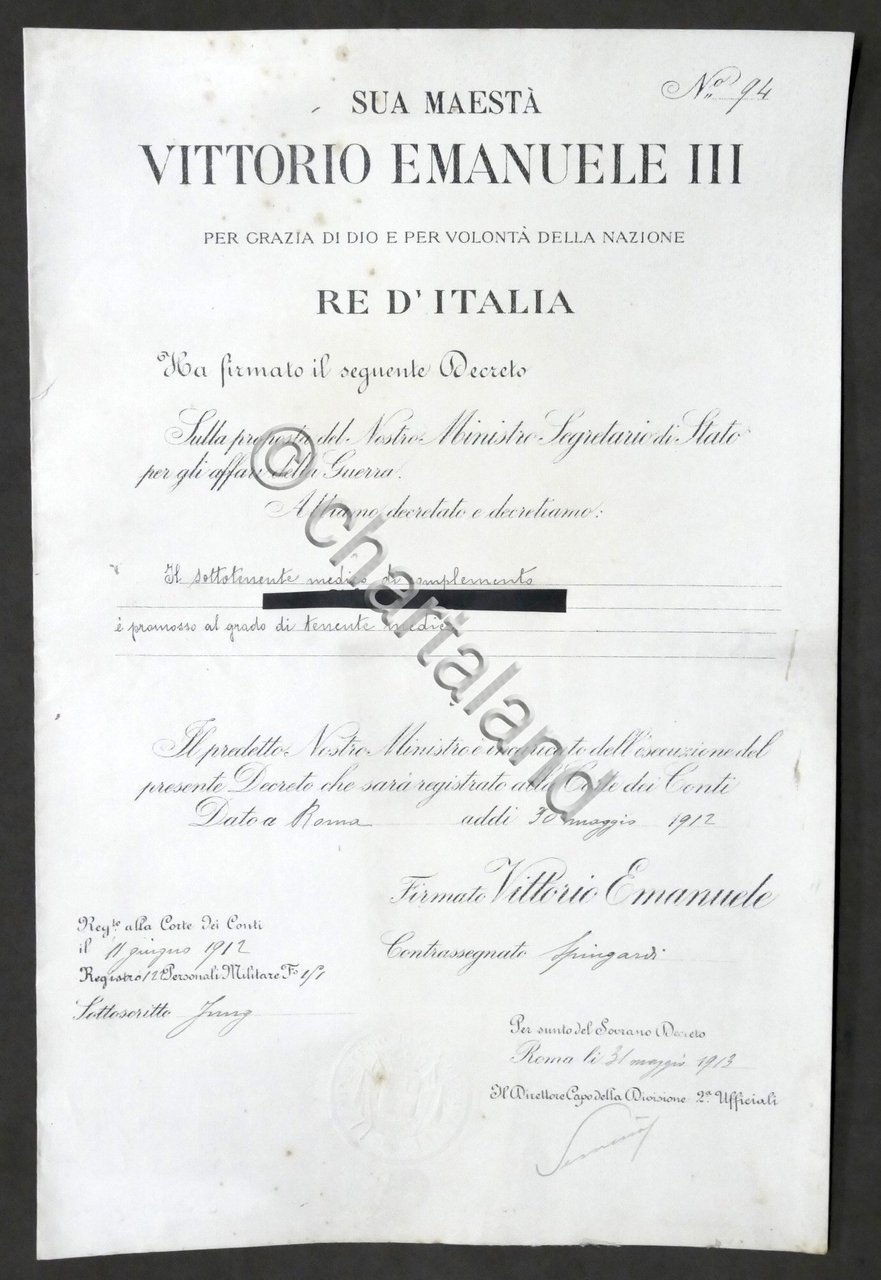 Nº 94
SUA MAESTÀ
VITTORIO EMANUELE III
PER GRAZIA DI DIO E PER VOLONTÀ DELLA NAZIONE
RE D'ITALIA
Ha firmato il seguente Decreto
Sulla proposta del Nostro Ministro Segretario di Stato
per gli affari della Guerra.
Abbiamo decretato e decretiamo:
Il sottotenente medico di complemento
è promosso al grado di tenente medico
Il predetto Nostro Ministro è incaricato dell'esecuzione del
presente Decreto che sarà registrato alla Corte dei Conti
Dato a Roma addi 30 maggio 1912
Firmato Vittorio Emanuele
Contrassegnato Spingardi
Reg.to alla Corte dei Conti
il 11 giugno 1912
Registro 12 Personali Militare Fo
Sottoscritto Jung
Per sunto del Sovrano Decreto
Roma li 31 maggio 1913
Il Direttore Capo della Divisione 2ª Ufficiali
© chartaland